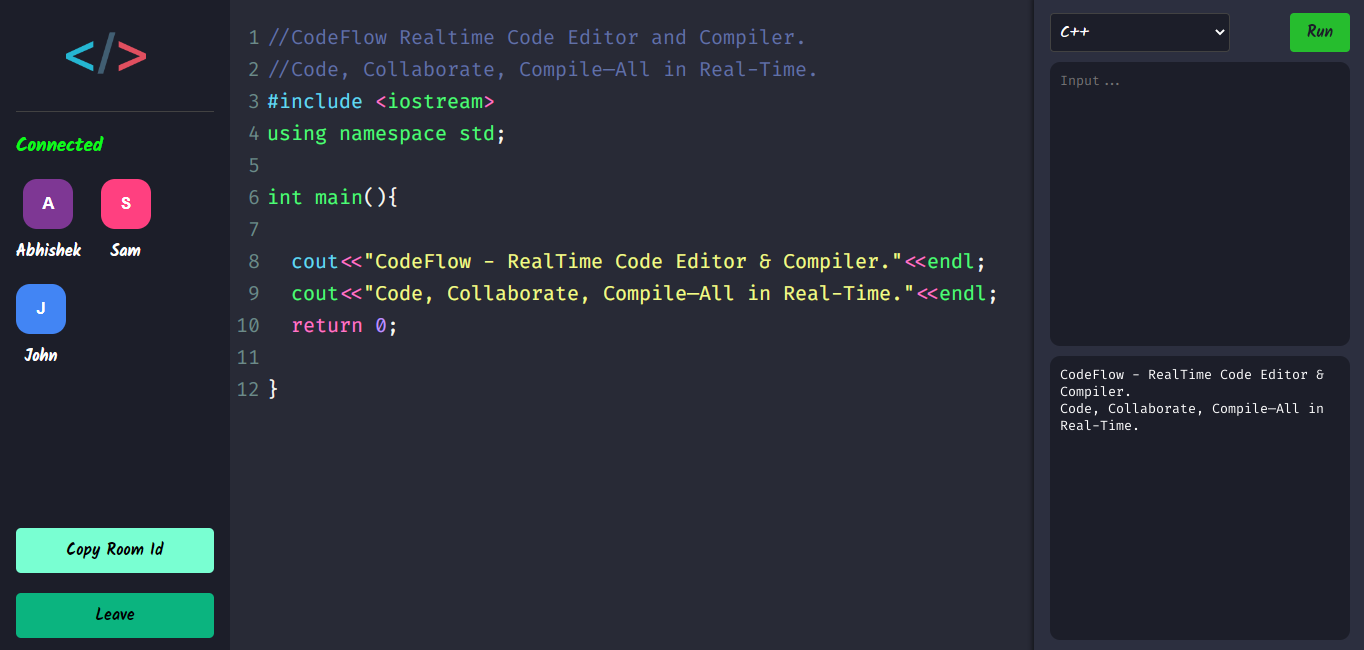 </>
Connected
A S
Abhishek Sam
J
John
Copy Room Id
Leave
1 //CodeFlow Realtime Code Editor and Compiler.
2 //Code, Collaborate, Compile—All in Real-Time.
3 #include <iostream>
4 using namespace std;
5
6 int main(){
7
8 cout<<"CodeFlow - RealTime Code Editor & Compiler."<<endl;
9 cout<<"Code, Collaborate, Compile—All in Real-Time."<<endl;
10 return 0;
11
12 }
C++
Run
Input...
CodeFlow - RealTime Code Editor &
Compiler.
Code, Collaborate, Compile—All in
Real-Time.